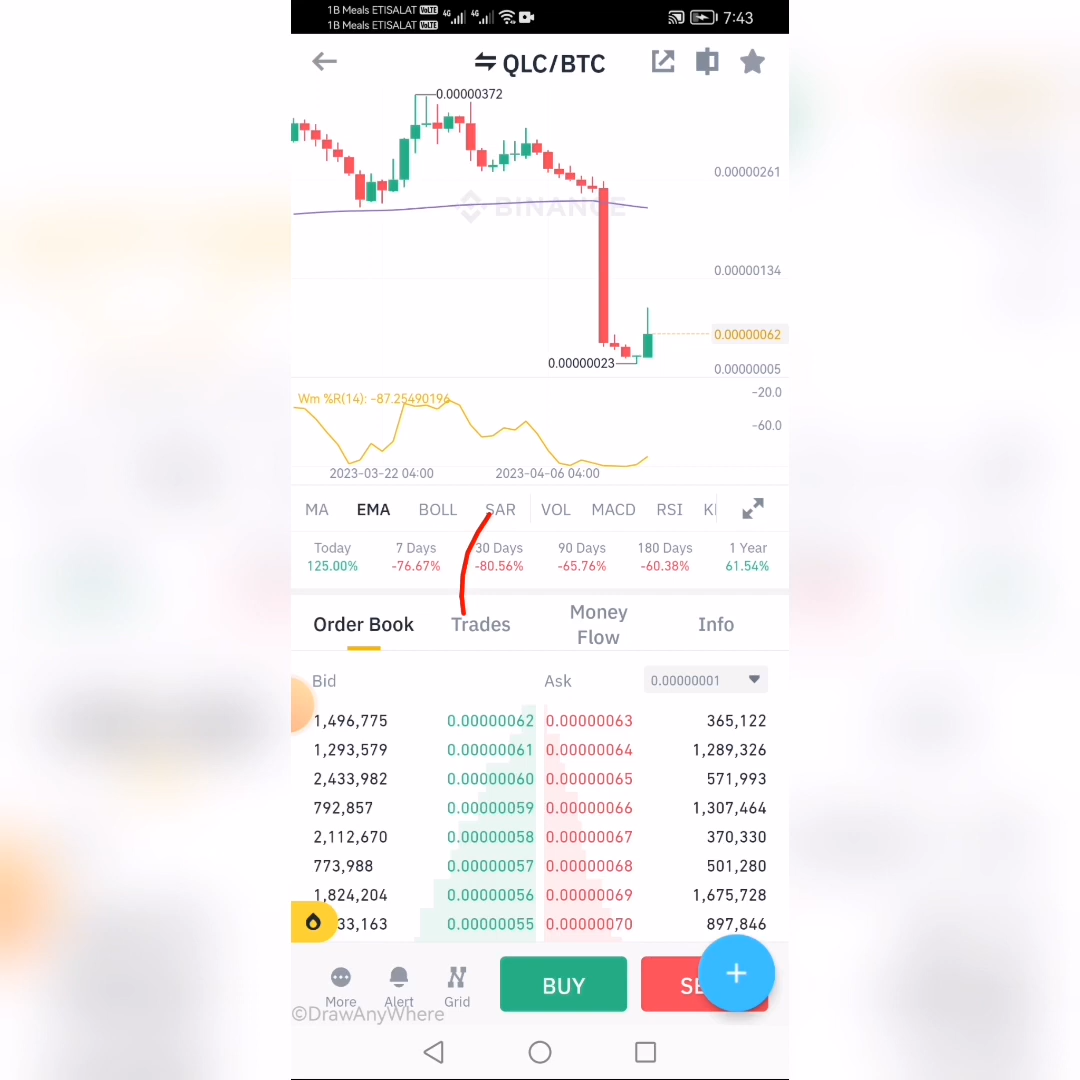 1B Meals ETISALAT VoLTE 4G 4G 7:43
1B Meals ETISALAT VoLTE
QLC/BTC
0.00000372
0.00000261
BINANCE
0.00000134
0.00000062
0.00000023
0.00000005
Wm %R(14): -87.25490196
-20.0
-60.0
2023-03-22 04:00 2023-04-06 04:00
MA EMA BOLL SAR VOL MACD RSI
Today 7 Days 30 Days 90 Days 180 Days 1 Year
125.00% -76.67% -80.56% -65.76% -60.38% 61.54%
Order Book Trades Money Flow Info
Bid Ask 0.00000001
1,496,775 0.00000062 0.00000063 365,122
1,293,579 0.00000061 0.00000064 1,289,326
2,433,982 0.00000060 0.00000065 571,993
792,857 0.00000059 0.00000066 1,307,464
2,112,670 0.00000058 0.00000067 370,330
773,988 0.00000057 0.00000068 501,280
1,824,204 0.00000056 0.00000069 1,675,728
33,163 0.00000055 0.00000070 897,846
More Alert Grid BUY
©DrawAnyWhere